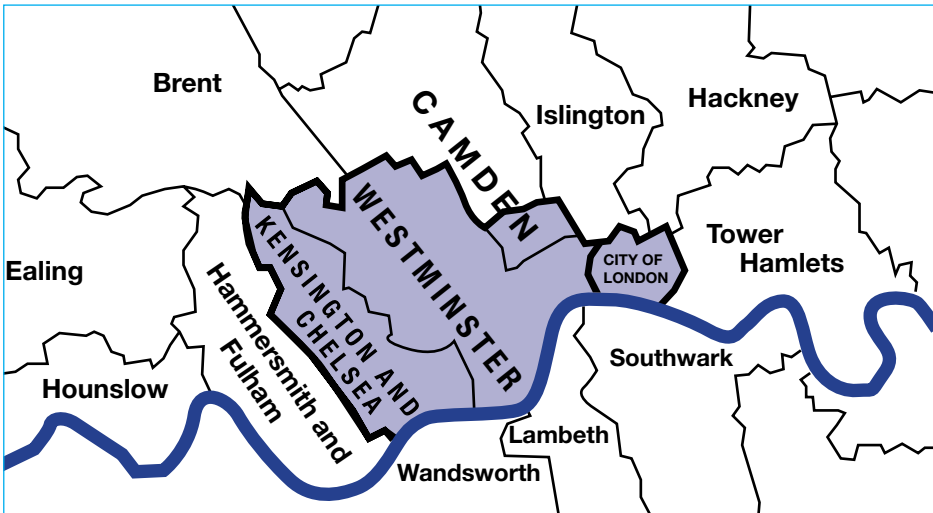 Brent
CAMDEN
Islington
Hackney
WESTMINSTER
KENSINGTON AND
CHELSEA
CITY OF
LONDON
Tower
Hamlets
Ealing
Hammersmith and
Fulham
Hounslow
Southwark
Lambeth
Wandsworth